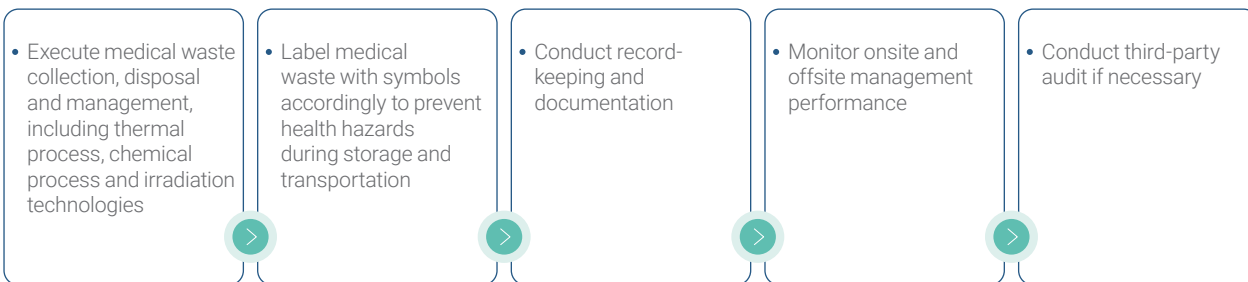 • Execute medical waste
collection, disposal
and management,
including thermal
process, chemical
process and irradiation
technologies
• Label medical
waste with symbols
accordingly to prevent
health hazards
during storage and
transportation
• Conduct record-
keeping and
documentation
• Monitor onsite and
offsite management
performance
• Conduct third-party
audit if necessary